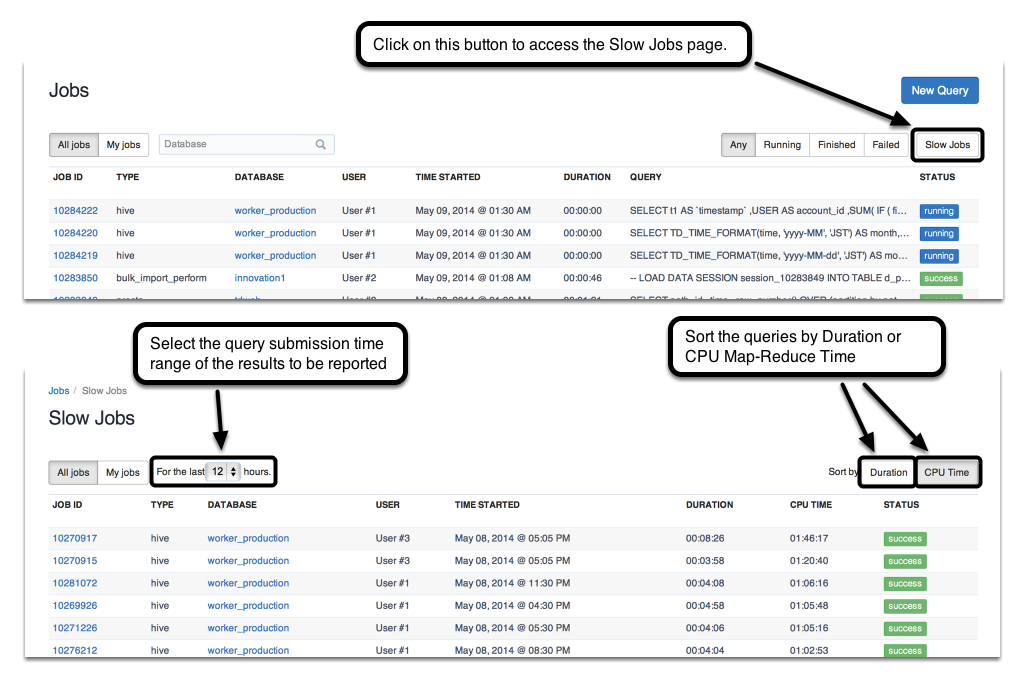 Click on this button to access the Slow Jobs page.
Jobs
New Query
All jobs My jobs Database Any Running Finished Failed Slow Jobs
JOB ID TYPE DATABASE USER TIME STARTED DURATION QUERY STATUS
10284222 hive worker_production User #1 May 09, 2014 @ 01:30 AM 00:00:00 SELECT t1 AS `timestamp` ,USER AS account_id ,SUM( IF ( fi… running
10284220 hive worker_production User #1 May 09, 2014 @ 01:30 AM 00:00:00 SELECT TD_TIME_FORMAT(time, 'yyyy-MM', 'JST') AS month,… running
10284219 hive worker_production User #1 May 09, 2014 @ 01:30 AM 00:00:00 SELECT TD_TIME_FORMAT(time, 'yyyy-MM-dd', 'JST') AS mo… running
10283850 bulk_import_perform innovation1 User #2 May 09, 2014 @ 01:08 AM 00:00:46 -- LOAD DATA SESSION session_10283849 INTO TABLE d_p… success
Select the query submission time
range of the results to be reported
Sort the queries by Duration or
CPU Map-Reduce Time
Jobs / Slow Jobs
Slow Jobs
All jobs My jobs For the last 12 hours. Sort by Duration CPU Time
JOB ID TYPE DATABASE USER TIME STARTED DURATION CPU TIME STATUS
10270917 hive worker_production User #3 May 08, 2014 @ 05:05 PM 00:08:26 01:46:17 success
10270915 hive worker_production User #3 May 08, 2014 @ 05:05 PM 00:03:58 01:20:40 success
10281072 hive worker_production User #1 May 08, 2014 @ 11:30 PM 00:04:08 01:06:16 success
10269926 hive worker_production User #1 May 08, 2014 @ 04:30 PM 00:04:58 01:05:48 success
10271226 hive worker_production User #1 May 08, 2014 @ 05:30 PM 00:04:06 01:05:16 success
10276212 hive worker_production User #1 May 08, 2014 @ 08:30 PM 00:04:04 01:02:53 success